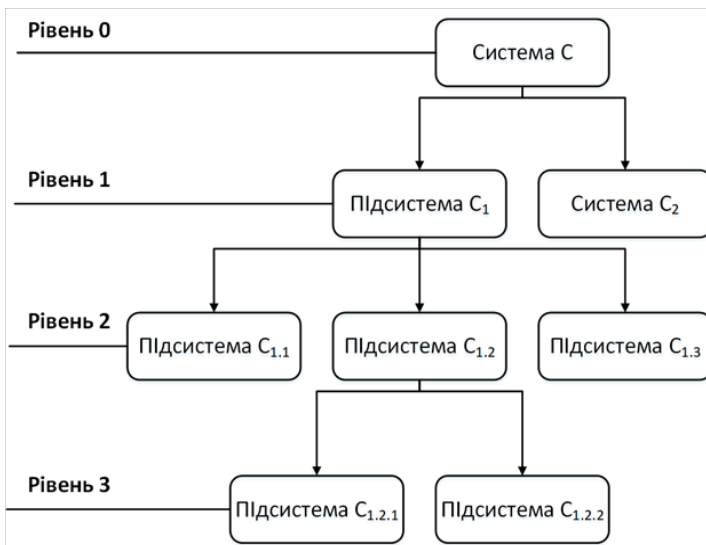 Рівень 0
Система С
Рівень 1
ПІдсистема С₁
Система С₂
Рівень 2
ПІдсистема С₁.₁
ПІдсистема С₁.₂
ПІдсистема С₁.₃
Рівень 3
ПІдсистема С₁.₂.₁
ПІдсистема С₁.₂.₂